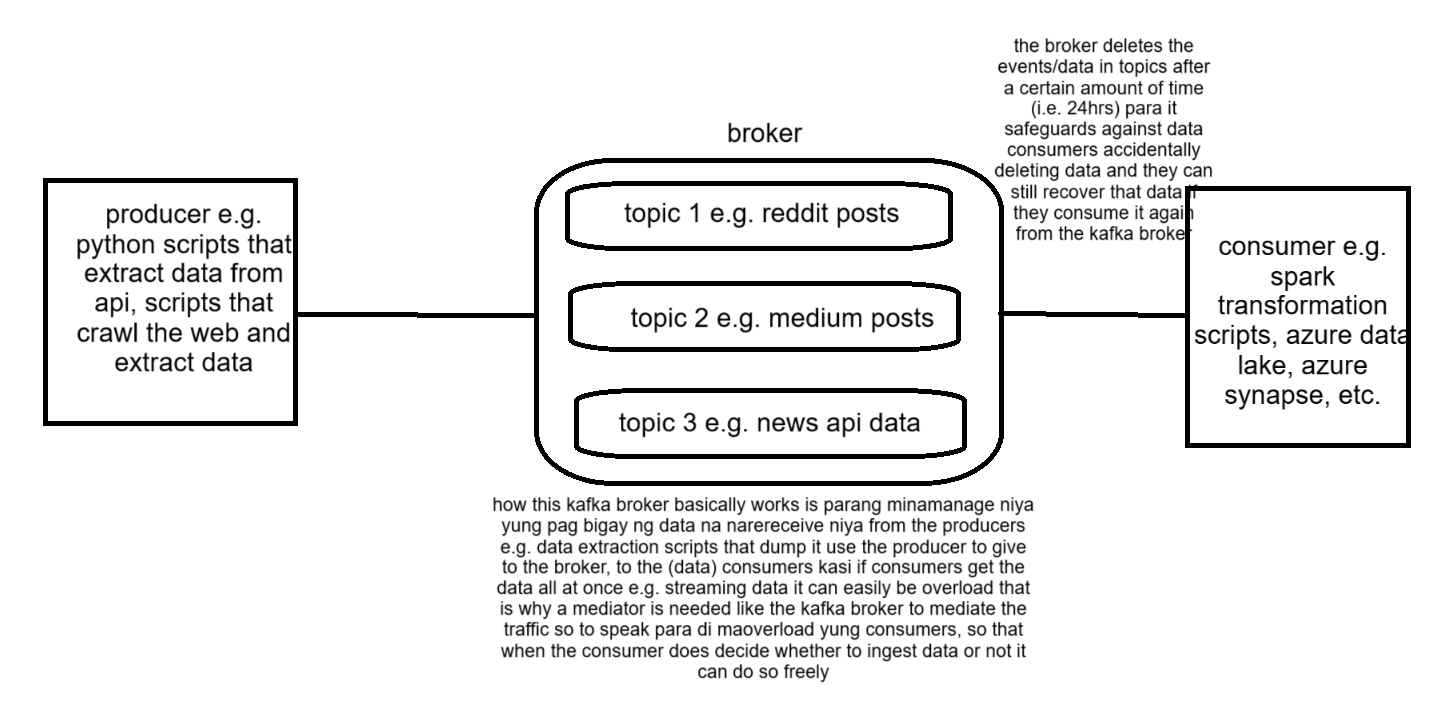 the broker deletes the
events/data in topics after
a certain amount of time
(i.e. 24hrs) para it
safeguards against data
consumers accidentally
deleting data and they can
still recover that data if
they consume it again
from the kafka broker
broker
producer e.g.
python scripts that
extract data from
api, scripts that
crawl the web and
extract data
topic 1 e.g. reddit posts
topic 2 e.g. medium posts
topic 3 e.g. news api data
consumer e.g.
spark
transformation
scripts, azure data
lake, azure
synapse, etc.
how this kafka broker basically works is parang minamanage niya
yung pag bigay ng data na narereceive niya from the producers
e.g. data extraction scripts that dump it use the producer to give
to the broker, to the (data) consumers kasi if consumers get the
data all at once e.g. streaming data it can easily be overload that
is why a mediator is needed like the kafka broker to mediate the
traffic so to speak para di maoverload yung consumers, so that
when the consumer does decide whether to ingest data or not it
can do so freely